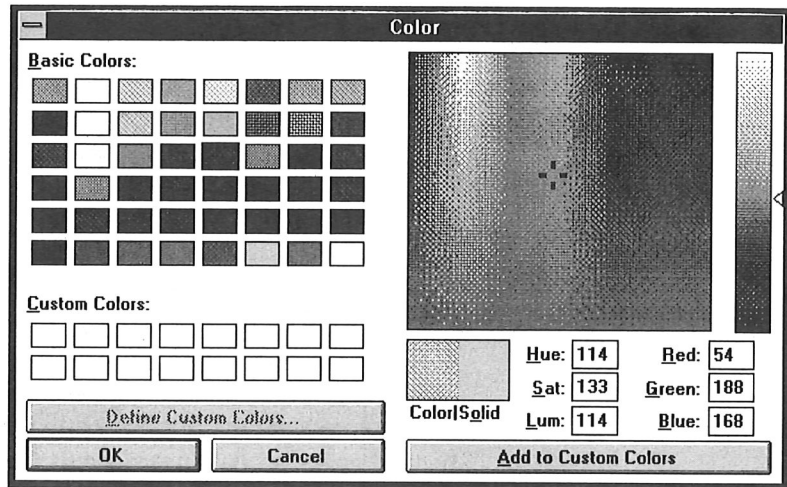 Color
Basic Colors:
Custom Colors:
Define Custom Colors...
OK
Cancel
Color|Solid
Hue: 114
Sat: 133
Lum: 114
Red: 54
Green: 188
Blue: 168
Add to Custom Colors